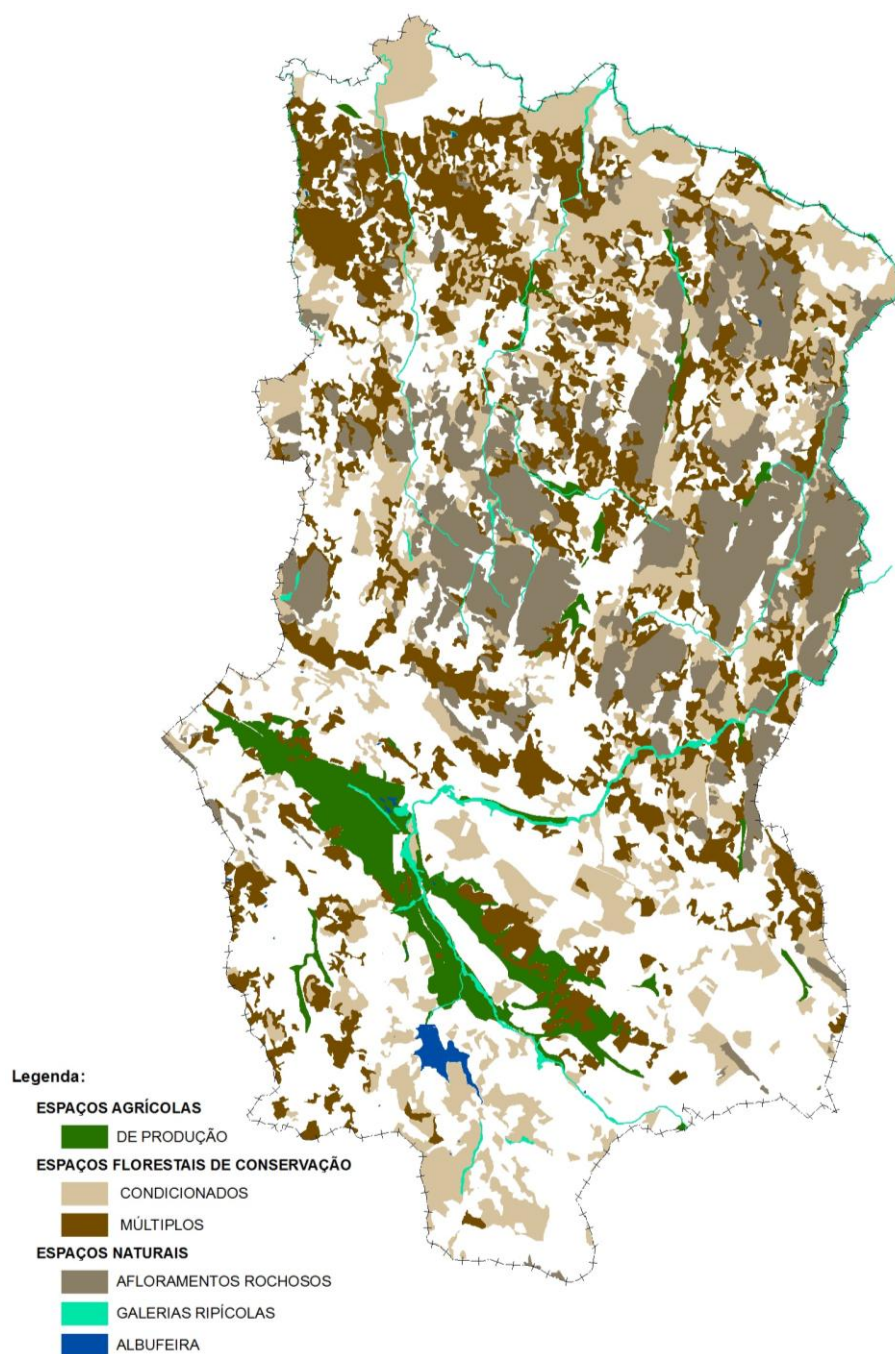 Legenda:
ESPAÇOS AGRÍCOLAS
DE PRODUÇÃO
ESPAÇOS FLORESTAIS DE CONSERVAÇÃO
CONDICIONADOS
MÚLTIPLOS
ESPAÇOS NATURAIS
AFLORAMENTOS ROCHOSOS
GALERIAS RIPÍCOLAS
ALBUFEIRA